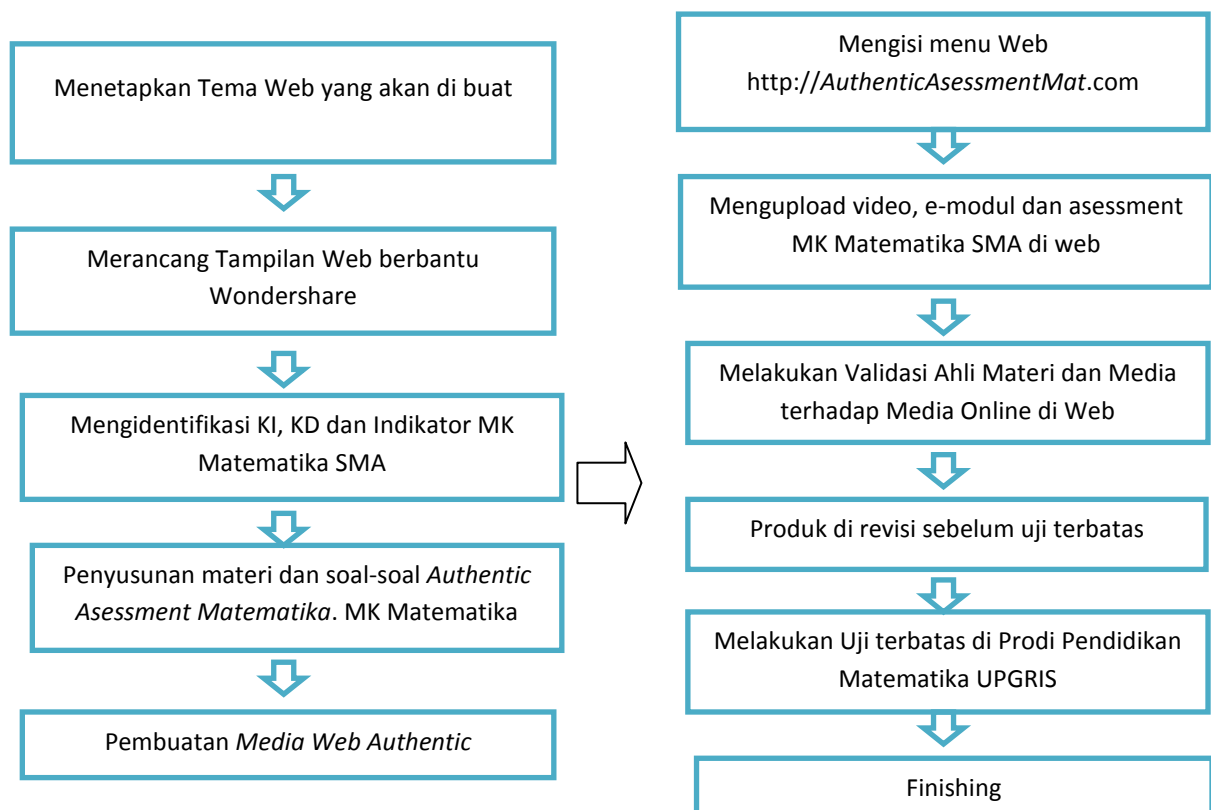 Menetapkan Tema Web yang akan di buat
Merancang Tampilan Web berbantu
Wondershare
Mengidentifikasi KI, KD dan Indikator MK
Matematika SMA
Penyusunan materi dan soal-soal Authentic
Asessment Matematika. MK Matematika
Pembuatan Media Web Authentic
Mengisi menu Web
http://AuthenticAsessmentMat.com
Mengupload video, e-modul dan asessment
MK Matematika SMA di web
Melakukan Validasi Ahli Materi dan Media
terhadap Media Online di Web
Produk di revisi sebelum uji terbatas
Melakukan Uji terbatas di Prodi Pendidikan
Matematika UPGRIS
Finishing